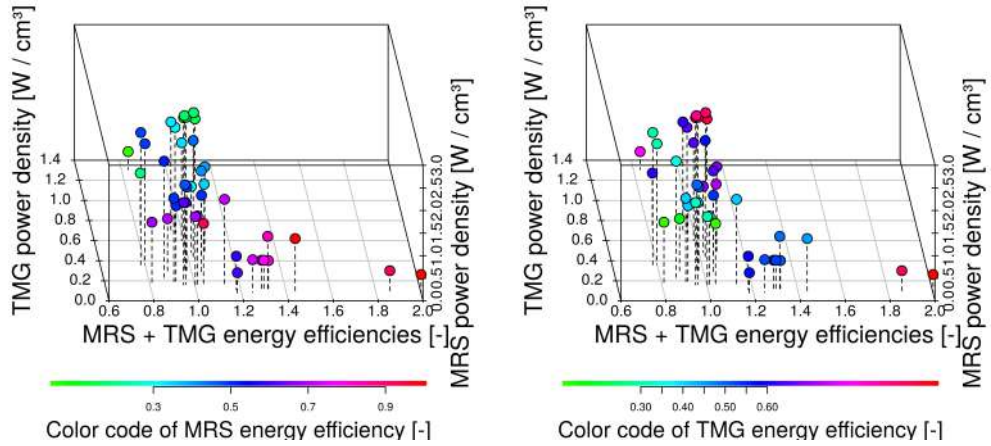 TMG power density [W / cm³]
1.4
1.2
1.0
0.8
0.6
0.4
0.2
0.0
0.6 0.8 1.0 1.2 1.4 1.6 1.8 2.0
MRS + TMG energy efficiencies [-]
0.0 0.5 1.0 1.5 2.0 2.5 3.0
MRS power density [W / cm³]
0.3 0.5 0.7 0.9
Color code of MRS energy efficiency [-]
TMG power density [W / cm³]
1.4
1.2
1.0
0.8
0.6
0.4
0.2
0.0
0.6 0.8 1.0 1.2 1.4 1.6 1.8 2.0
MRS + TMG energy efficiencies [-]
0.0 0.5 1.0 1.5 2.0 2.5 3.0
MRS power density [W / cm³]
0.30 0.40 0.50 0.60
Color code of TMG energy efficiency [-]